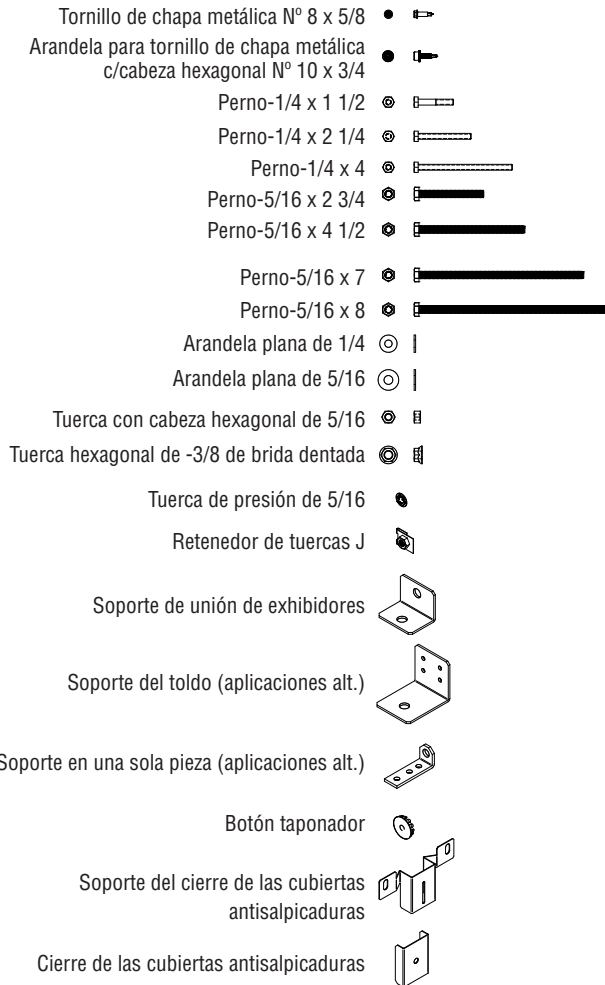 Tornillo de chapa metálica Nº 8 x 5/8
Arandela para tornillo de chapa metálica
c/cabeza hexagonal Nº 10 x 3/4
Perno-1/4 x 1 1/2
Perno-1/4 x 2 1/4
Perno-1/4 x 4
Perno-5/16 x 2 3/4
Perno-5/16 x 4 1/2
Perno-5/16 x 7
Perno-5/16 x 8
Arandela plana de 1/4
Arandela plana de 5/16
Tuerca con cabeza hexagonal de 5/16
Tuerca hexagonal de -3/8 de brida dentada
Tuerca de presión de 5/16
Retenedor de tuercas J
Soporte de unión de exhibidores
Soporte del toldo (aplicaciones alt.)
Soporte en una sola pieza (aplicaciones alt.)
Botón taponador
Soporte del cierre de las cubiertas
antisalpicaduras
Cierre de las cubiertas antisalpicaduras